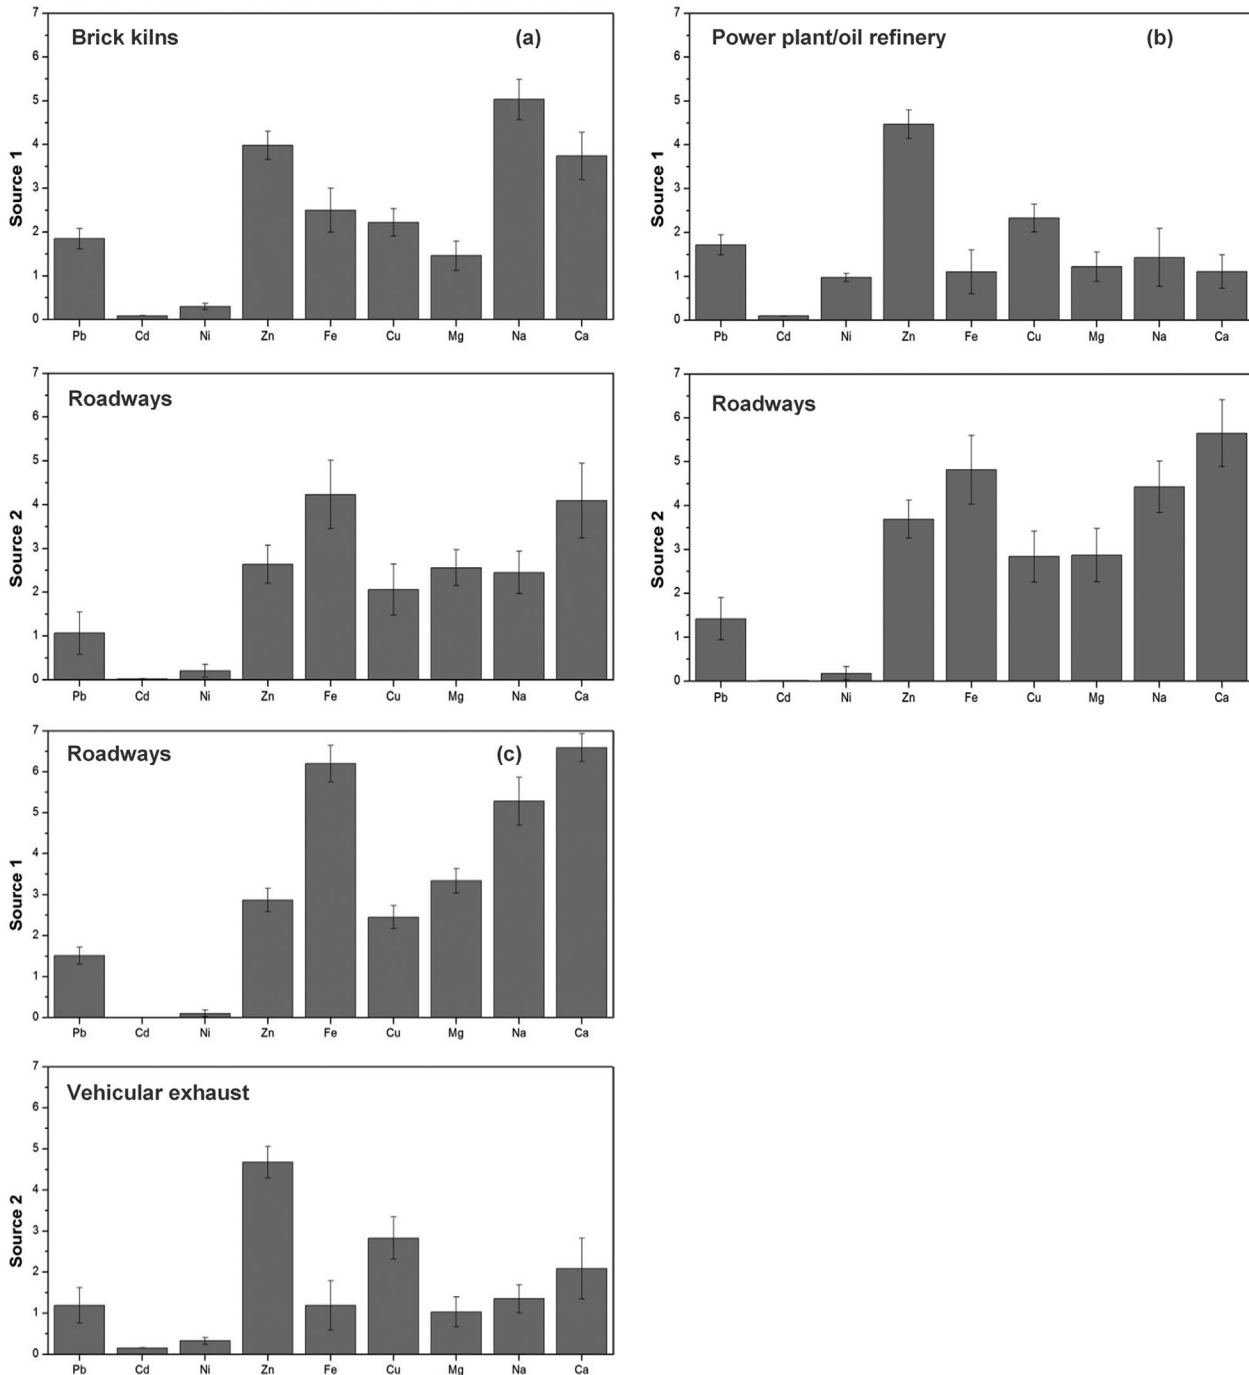 Brick kilns (a)
Source 1
7
6
5
4
3
2
1
0
Pb Cd Ni Zn Fe Cu Mg Na Ca
Power plant/oil refinery (b)
Source 1
7
6
5
4
3
2
1
0
Pb Cd Ni Zn Fe Cu Mg Na Ca
Roadways
Source 2
7
6
5
4
3
2
1
0
Pb Cd Ni Zn Fe Cu Mg Na Ca
Roadways
Source 2
7
6
5
4
3
2
1
0
Pb Cd Ni Zn Fe Cu Mg Na Ca
Roadways (c)
Source 1
7
6
5
4
3
2
1
0
Pb Cd Ni Zn Fe Cu Mg Na Ca
Vehicular exhaust
Source 2
7
6
5
4
3
2
1
0
Pb Cd Ni Zn Fe Cu Mg Na Ca